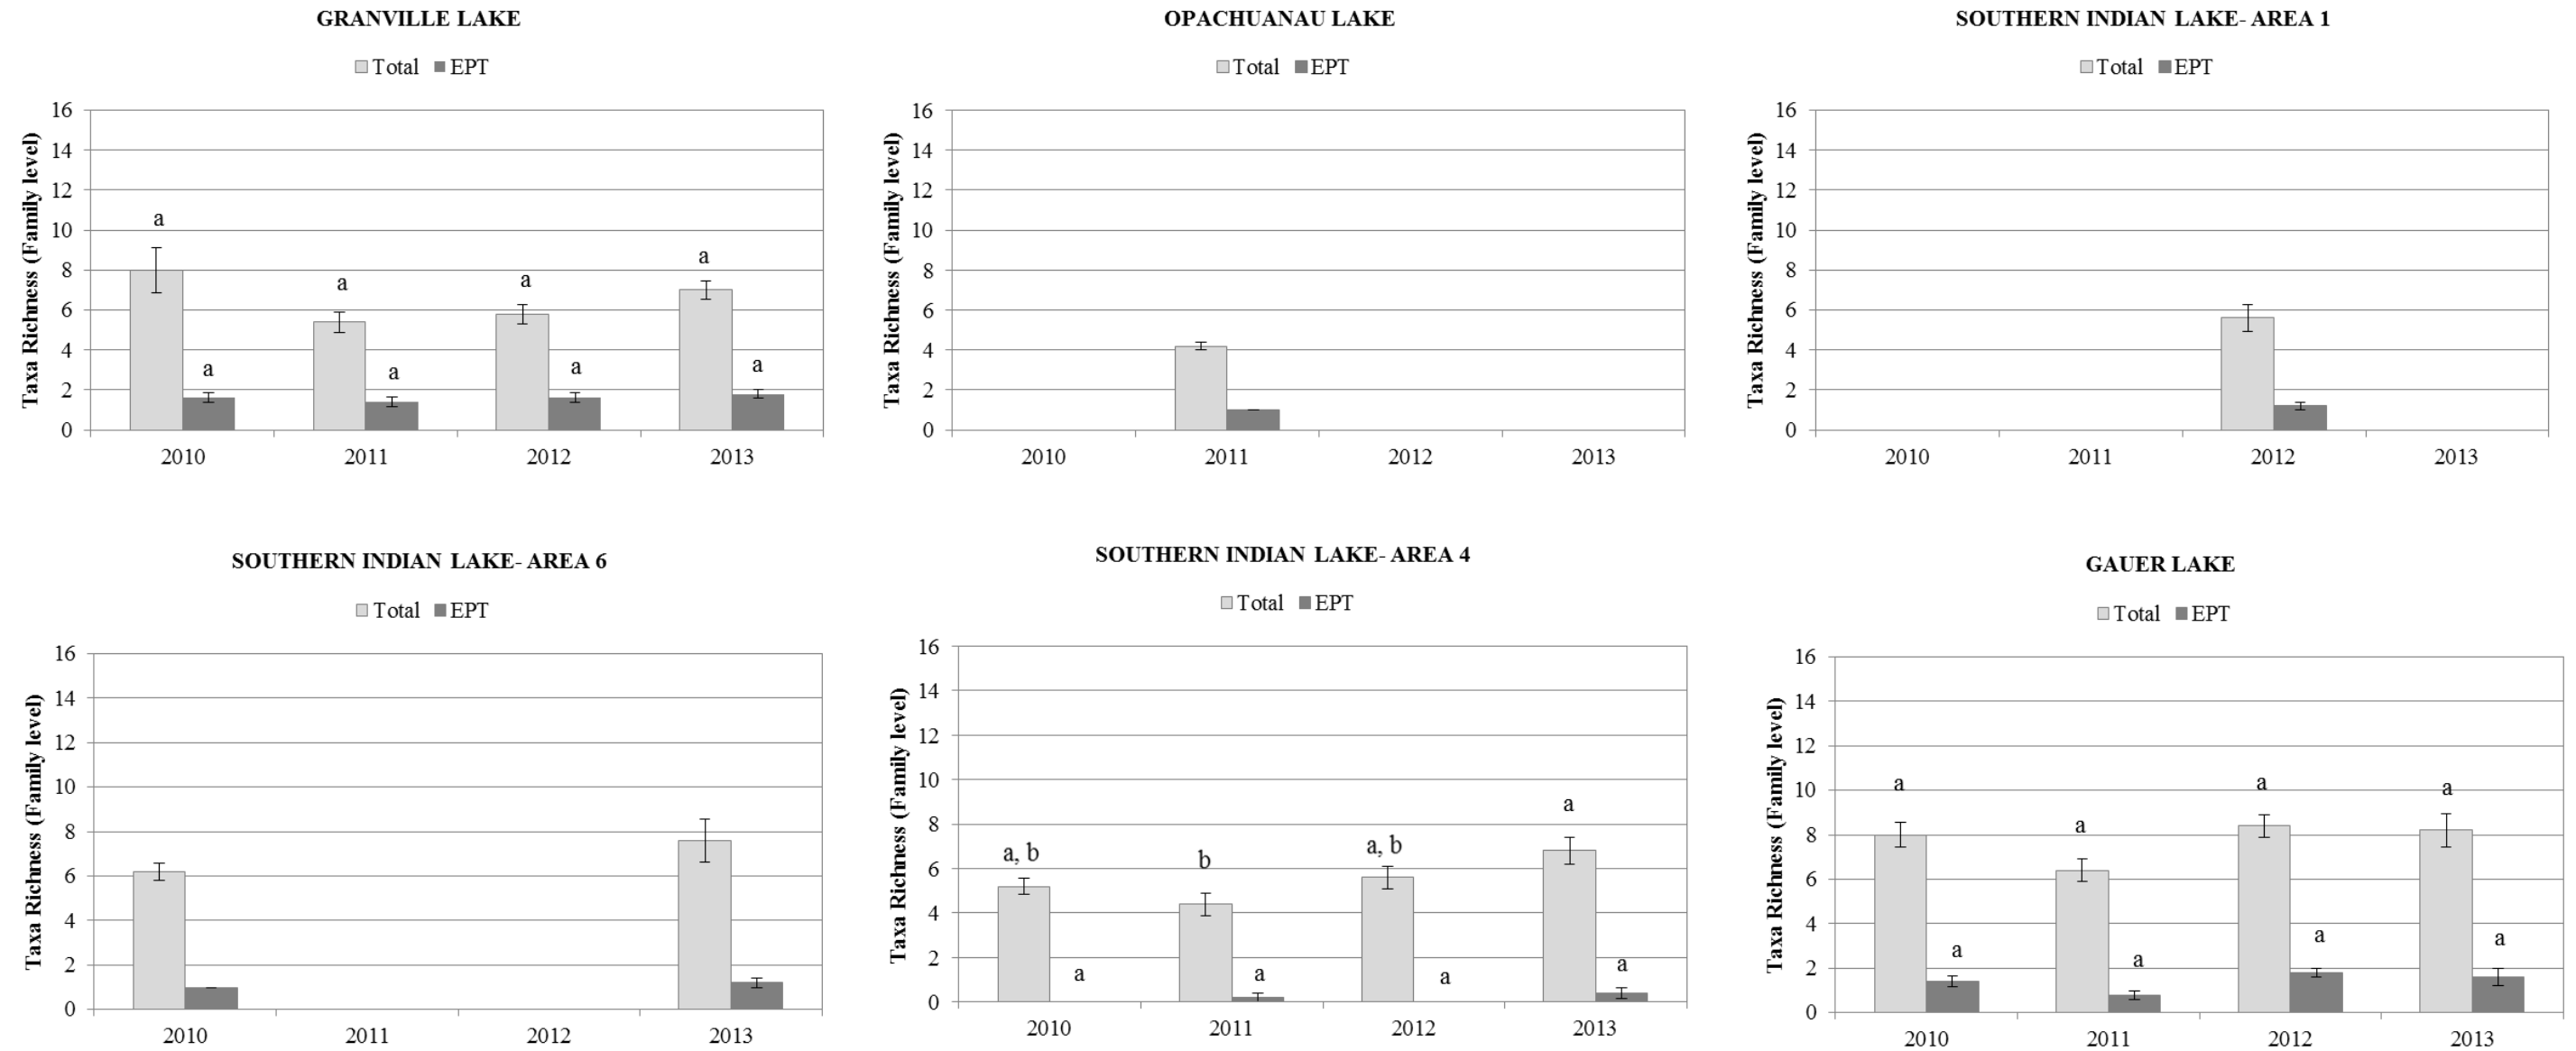 GRANVILLE LAKE
Total EPT
Taxa Richness (Family level)
16
14
12
10
8
6
4
2
0
a
a
a
a
a
a
a
a
2010 2011 2012 2013
OPACHUANAU LAKE
Total EPT
Taxa Richness (Family level)
16
14
12
10
8
6
4
2
0
2010 2011 2012 2013
SOUTHERN INDIAN LAKE- AREA 1
Total EPT
Taxa Richness (Family level)
16
14
12
10
8
6
4
2
0
2010 2011 2012 2013
SOUTHERN INDIAN LAKE- AREA 6
Total EPT
Taxa Richness (Family level)
16
14
12
10
8
6
4
2
0
2010 2011 2012 2013
SOUTHERN INDIAN LAKE- AREA 4
Total EPT
Taxa Richness (Family level)
16
14
12
10
8
6
4
2
0
a, b
a
b
a
a, b
a
a
a
2010 2011 2012 2013
GAUER LAKE
Total EPT
Taxa Richness (Family level)
16
14
12
10
8
6
4
2
0
a
a
a
a
a
a
a
a
2010 2011 2012 2013